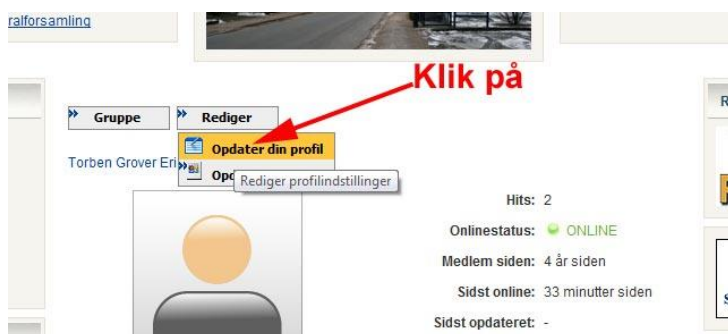 ralforsamling
Klik på
Gruppe
Rediger
Opdater din profil
Torben Grover Eri
Rediger profilindstillinger
Hits: 2
Onlinestatus: ONLINE
Medlem siden: 4 år siden
Sidst online: 33 minutter siden
Sidst opdateret: -